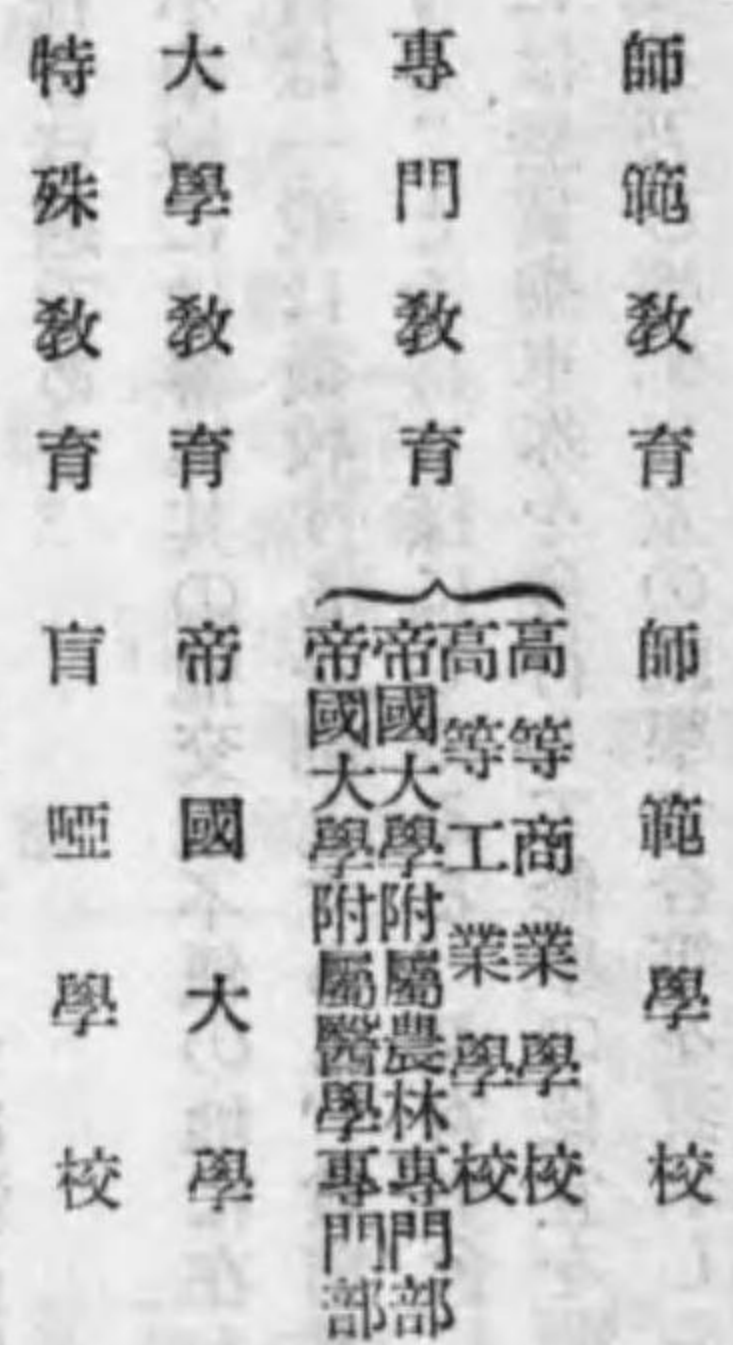 師範教育 師範學校
專門教育
高等商業學校
高等工業學校
帝國大學附屬農林專門部
帝國大學附屬醫學專門部
大學教育 帝國大學
特殊教育 盲啞學校